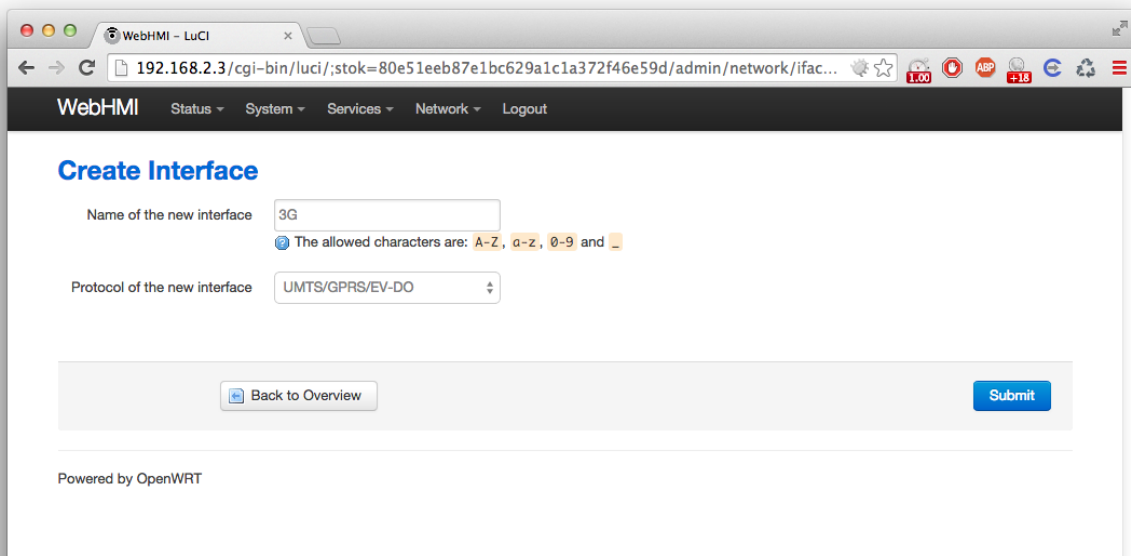 WebHMI - LuCI
192.168.2.3/cgi-bin/luci/;stok=80e51eeb87e1bc629a1c1a372f46e59d/admin/network/ifac...
1.00
ABP
+18
WebHMI Status System Services Network Logout
Create Interface
Name of the new interface 3G
The allowed characters are: A-Z, a-z, 0-9 and _
Protocol of the new interface UMTS/GPRS/EV-DO
Back to Overview Submit
Powered by OpenWRT